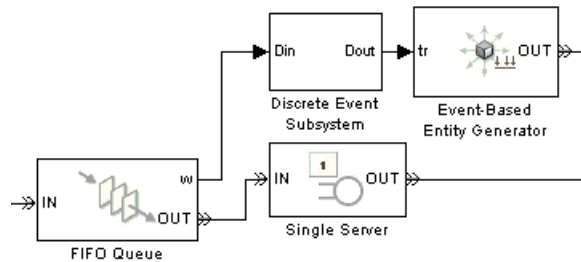 Din
Dout
tr
OUT
Discrete Event
Subsystem
Event-Based
Entity Generator
w
IN
OUT
FIFO Queue
1
IN
OUT
Single Server